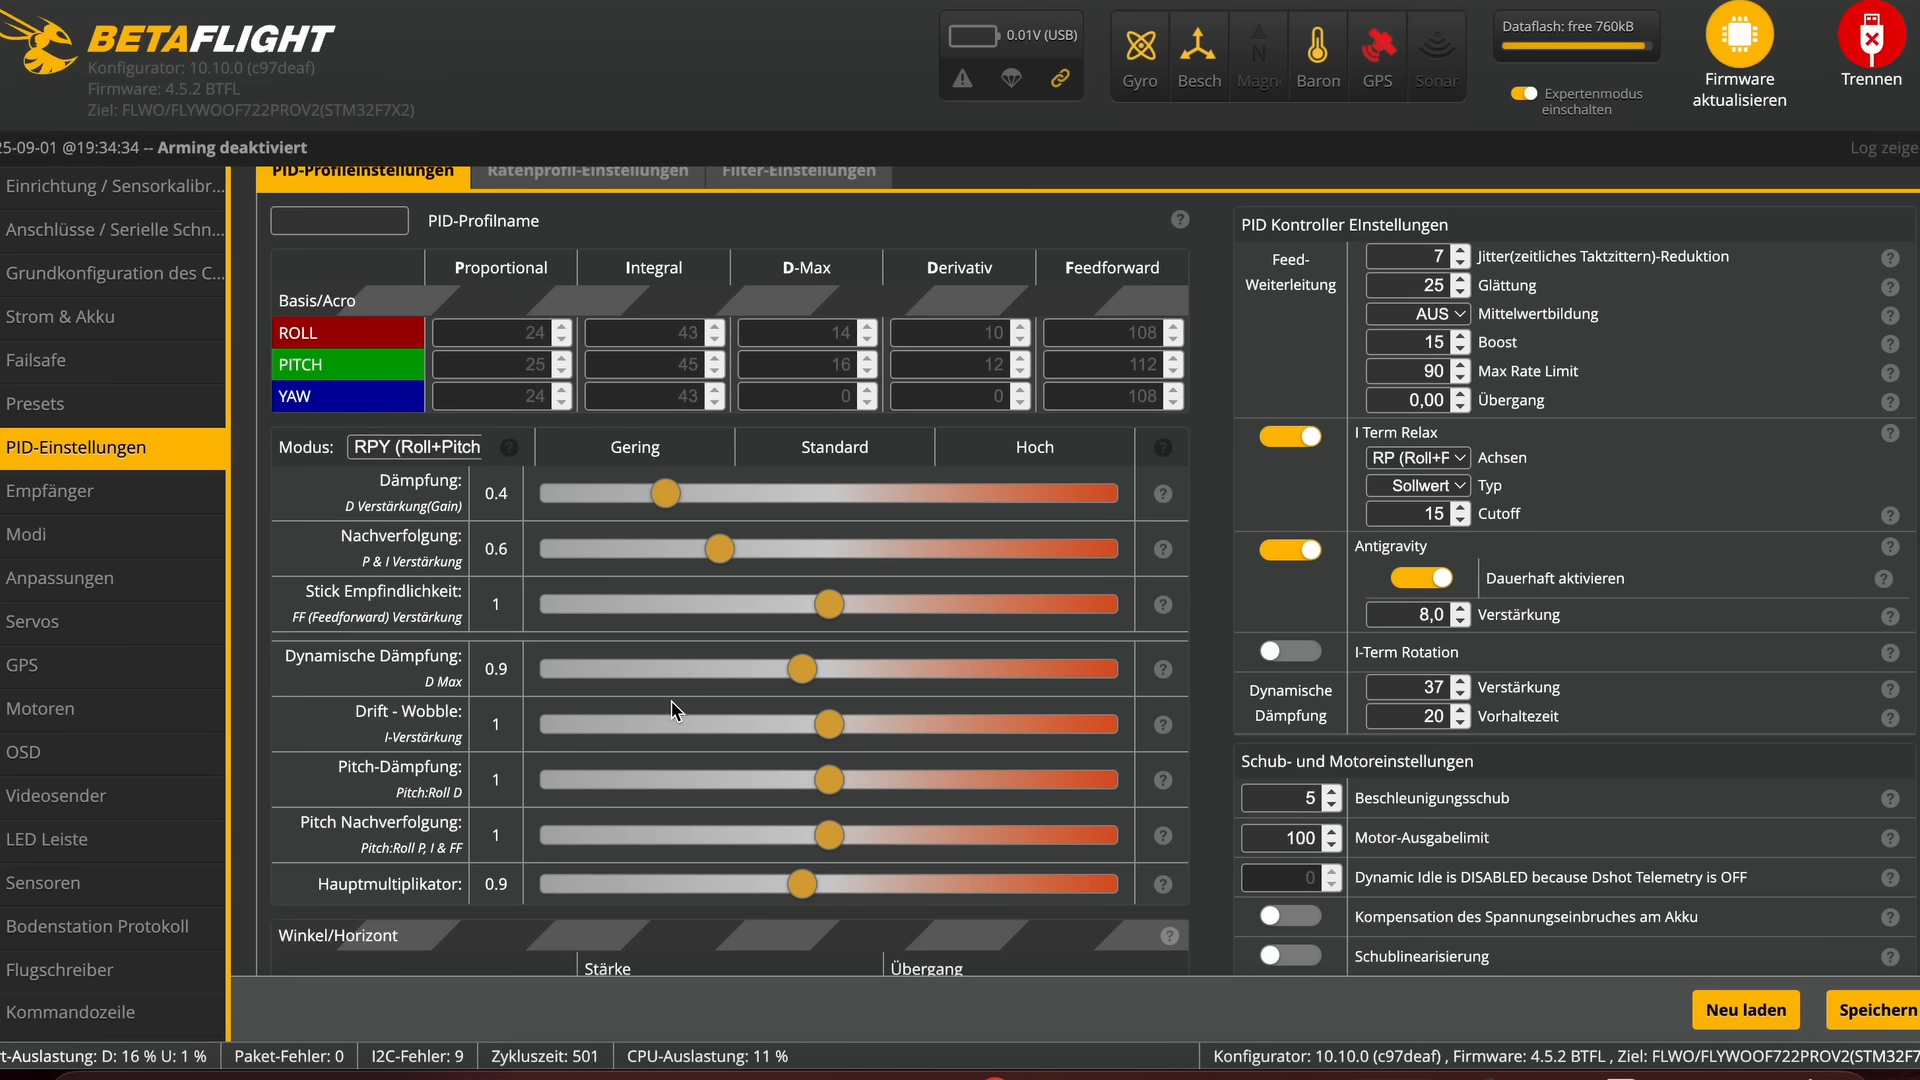 BETAFLIGHT
Konfigurator: 10.10.0 (c97deaf)
Firmware: 4.5.2 BTFL
Ziel: FLWO/FLYWOOF722PROV2(STM32F7X2)
0.01V (USB)
Gyro
Besch
Magn
Baron
GPS
Sonar
Dataflash: free 760kB
Expertenmodus
einschalten
Firmware
aktualisieren
Trennen
25-09-01 @19:34:34 -- Arming deaktiviert
Log zeige
Einrichtung / Sensorkalibr...
Anschlüsse / Serielle Schn...
Grundkonfiguration des C...
Strom & Akku
Failsafe
Presets
PID-Einstellungen
Empfänger
Modi
Anpassungen
Servos
GPS
Motoren
OSD
Videosender
LED Leiste
Sensoren
Bodenstation Protokoll
Flugschreiber
Kommandozeile
PID-Profileinstellungen
Ratenprofil-Einstellungen
Filter-Einstellungen
PID-Profilname
Proportional Integral D-Max Derivativ Feedforward
Basis/Acro
ROLL 24 43 14 10 108
PITCH 25 45 16 12 112
YAW 24 43 0 0 108
Modus: RPY (Roll+Pitch Gering Standard Hoch
Dämpfung:
D Verstärkung(Gain)
0.4
Nachverfolgung:
P & I Verstärkung
0.6
Stick Empfindlichkeit:
FF (Feedforward) Verstärkung
1
Dynamische Dämpfung:
D Max
0.9
Drift - Wobble:
I-Verstärkung
1
Pitch-Dämpfung:
Pitch:Roll D
1
Pitch Nachverfolgung:
Pitch:Roll P, I & FF
1
Hauptmultiplikator: 0.9
Winkel/Horizont
Stärke Übergang
PID Kontroller EInstellungen
Feed-
Weiterleitung
7 Jitter(zeitliches Taktzittern)-Reduktion
25 Glättung
AUS Mittelwertbildung
15 Boost
90 Max Rate Limit
0,00 Übergang
I Term Relax
RP (Roll+F Achsen
Sollwert Typ
15 Cutoff
Antigravity
Dauerhaft aktivieren
8,0 Verstärkung
I-Term Rotation
Dynamische
Dämpfung
37 Verstärkung
20 Vorhaltezeit
Schub- und Motoreinstellungen
5 Beschleunigungsschub
100 Motor-Ausgabelimit
0 Dynamic Idle is DISABLED because Dshot Telemetry is OFF
Kompensation des Spannungseinbruches am Akku
Schublinearisierung
Neu laden
Speichern
rt-Auslastung: D: 16 % U: 1 %
Paket-Fehler: 0
I2C-Fehler: 9
Zykluszeit: 501
CPU-Auslastung: 11 %
Konfigurator: 10.10.0 (c97deaf) , Firmware: 4.5.2 BTFL , Ziel: FLWO/FLYWOOF722PROV2(STM32F7